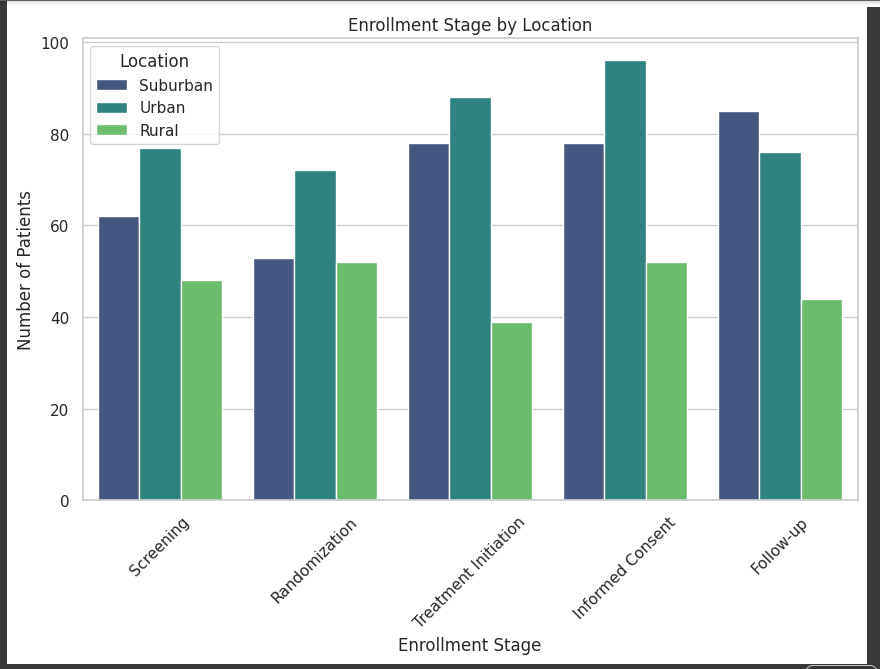 Enrollment Stage by Location
Location
Suburban
Urban
Rural
100
80
60
40
20
0
Number of Patients
Screening
Randomization
Treatment Initiation
Informed Consent
Follow-up
Enrollment Stage